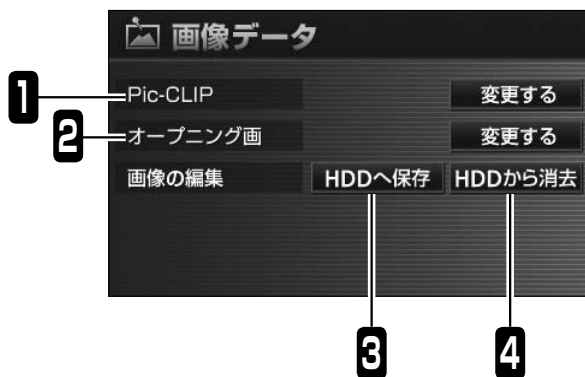 画像データ
1 Pic-CLIP 変更する
2 オープニング画 変更する
画像の編集 HDDへ保存 HDDから消去
3 4